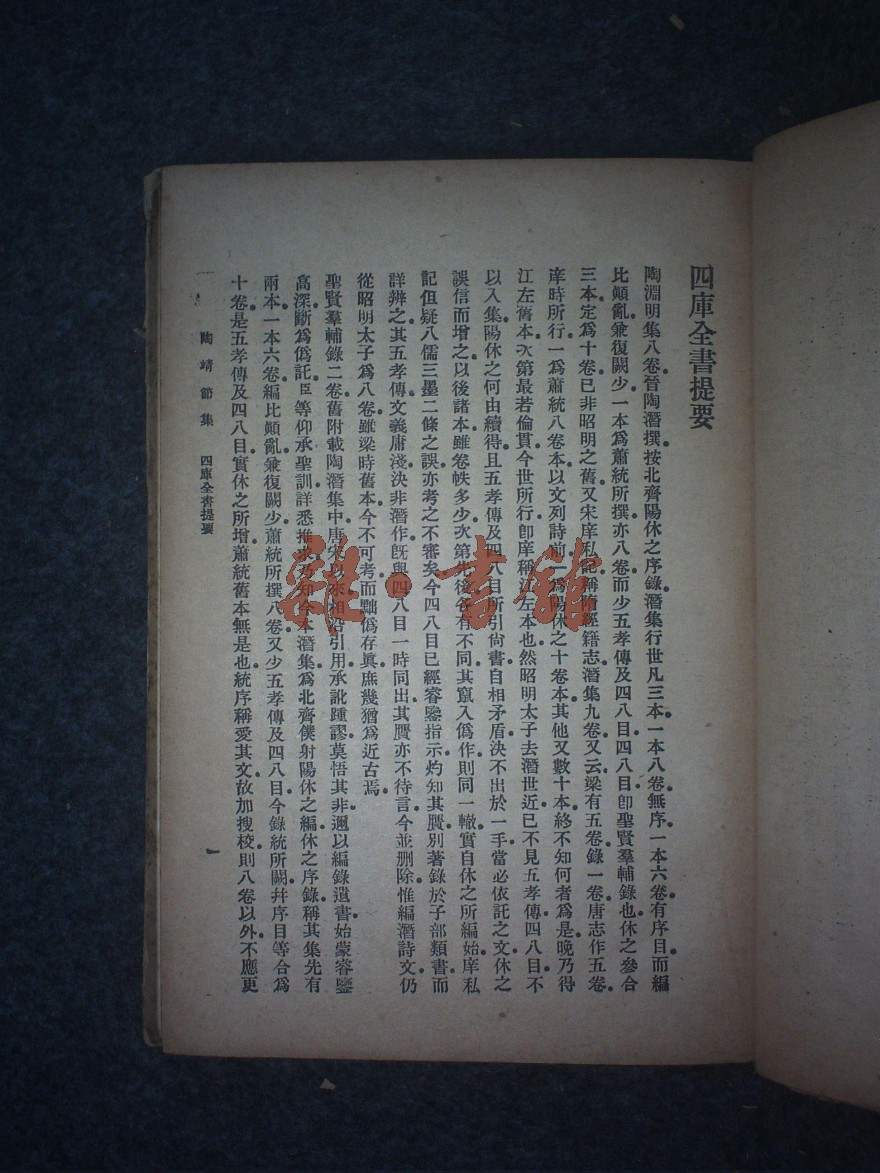 四庫全書提要
陶淵明集八卷晉陶潛撰按北齊陽休之序錄潛集行世凡三本一本八卷無序一本六卷有序目而編
比顛亂兼復闕少一本爲蕭統所撰亦八卷而少五孝傳及四八目四八目卽聖賢羣輔錄也休之參合
三本定爲十卷已非昭明之舊又宋庠私記稱隋經籍志潛集九卷又云梁有五卷錄一卷唐志作五卷
庠時所行一爲蕭統八卷本以文列詩前一爲陽休之十卷本其他又數十本終不知何者爲是晚乃得
江左舊本次第最若倫貫今世所行卽庠稱江左本也然昭明太子去潛世近已不見五孝傳四八目不
以入集陽休之何由續得且五孝傳及四八目所引尙書自相矛盾決不出於一手當必依託之文休之
誤信而增之以後諸本雖卷帙多少次第先後各有不同其竄入僞作則同一轍實自休之所編始庠私
記但疑八儒三墨二條之誤亦考之不審矣今四八目已經睿鑒指示灼知其贋別著錄於子部類書而
詳辨之其五孝傳文義庸淺決非潛作旣與四八目一時同出其贋亦不待言今並删除惟編潛詩文仍
從昭明太子爲八卷雖梁時舊本今不可考而黜僞存眞庶幾猶爲近古焉
聖賢羣輔錄二卷舊附載陶潛集中唐宋以來相沿引用承訛踵謬莫悟其非邇以編錄遺書始蒙睿鑒
高深斷爲僞託臣等仰承聖訓詳悉推求乃知今本潛集爲北齊僕射陽休之編休之序錄稱其集先有
兩本一本六卷編比顛亂兼復闕少蕭統所撰八卷又少五孝傳及四八目今錄統所闕幷序目等合爲
十卷是五孝傳及四八目實休之所增蕭統舊本無是也統序稱愛其文故加搜校則八卷以外不應更
陶靖節集 四庫全書提要 一
雜·書館